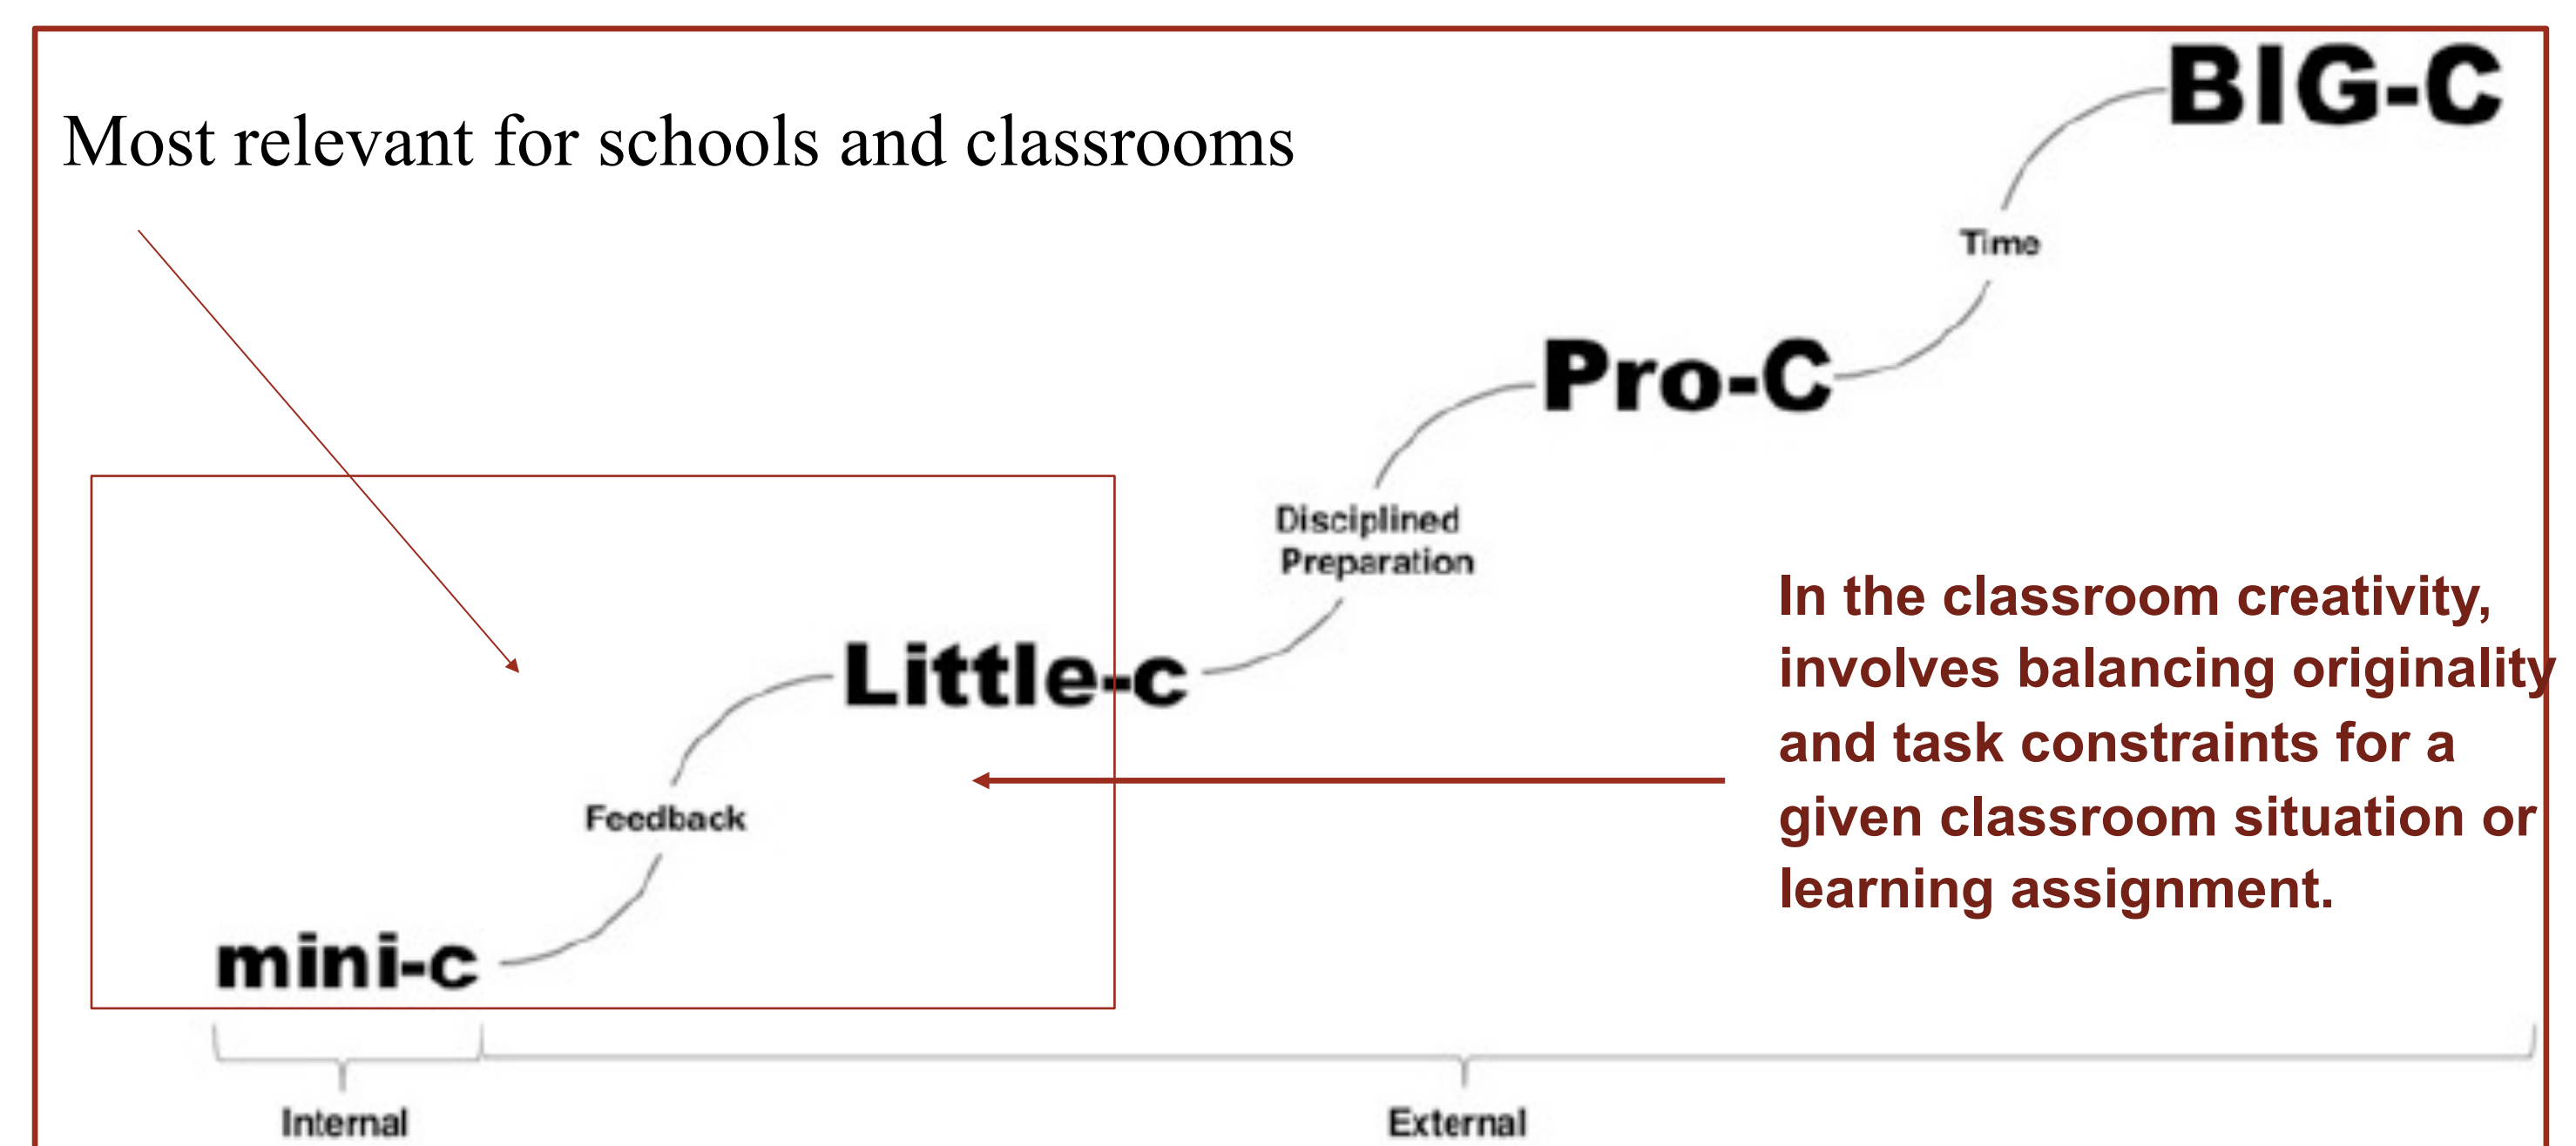 BIG-C
Most relevant for schools and classrooms
Time
Pro-C
Disciplined
Preparation
In the classroom creativity,
involves balancing originality
and task constraints for a
given classroom situation or
learning assignment.
Little-c
Feedback
mini-c
Internal
External